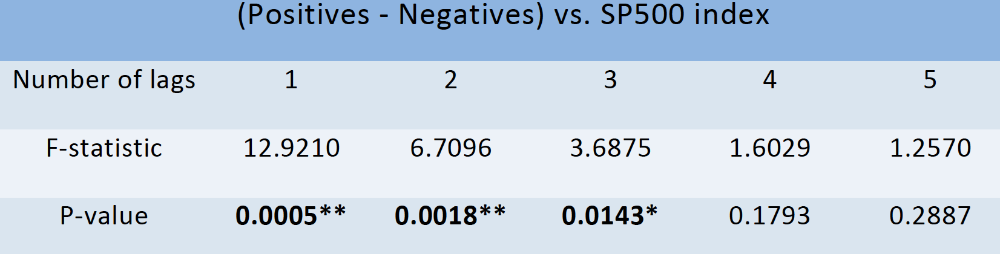 (Positives - Negatives) vs. SP500 index
Number of lags 1 2 3 4 5
F-statistic 12.9210 6.7096 3.6875 1.6029 1.2570
P-value 0.0005** 0.0018** 0.0143* 0.1793 0.2887